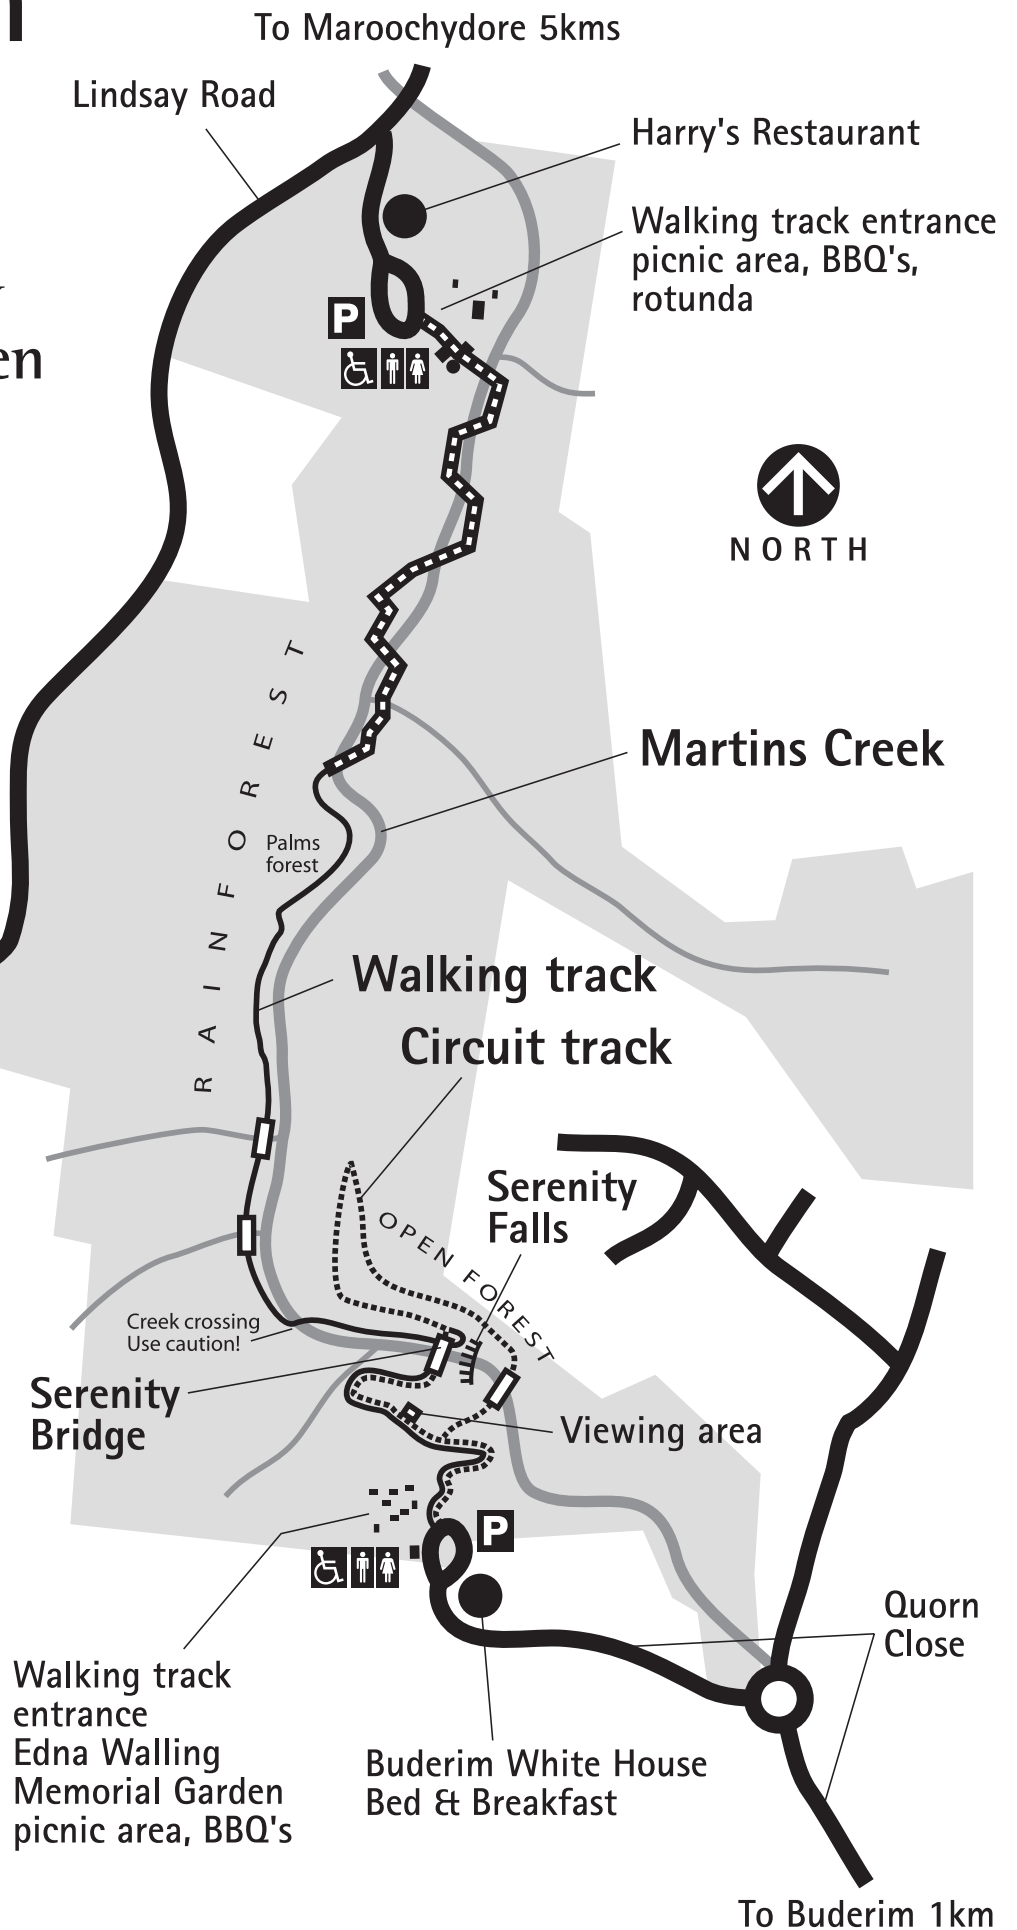 To Maroochydore 5kms
Lindsay Road
Harry's Restaurant
Walking track entrance
picnic area, BBQ's,
rotunda
en
P
NORTH
RAINFOREST
Martins Creek
Palms
forest
Walking track
Circuit track
Serenity
Falls
OPEN FOREST
Creek crossing
Use caution!
Serenity
Bridge
Viewing area
P
Quorn
Close
Walking track
entrance
Edna Walling
Memorial Garden
picnic area, BBQ's
Buderim White House
Bed & Breakfast
To Buderim 1km